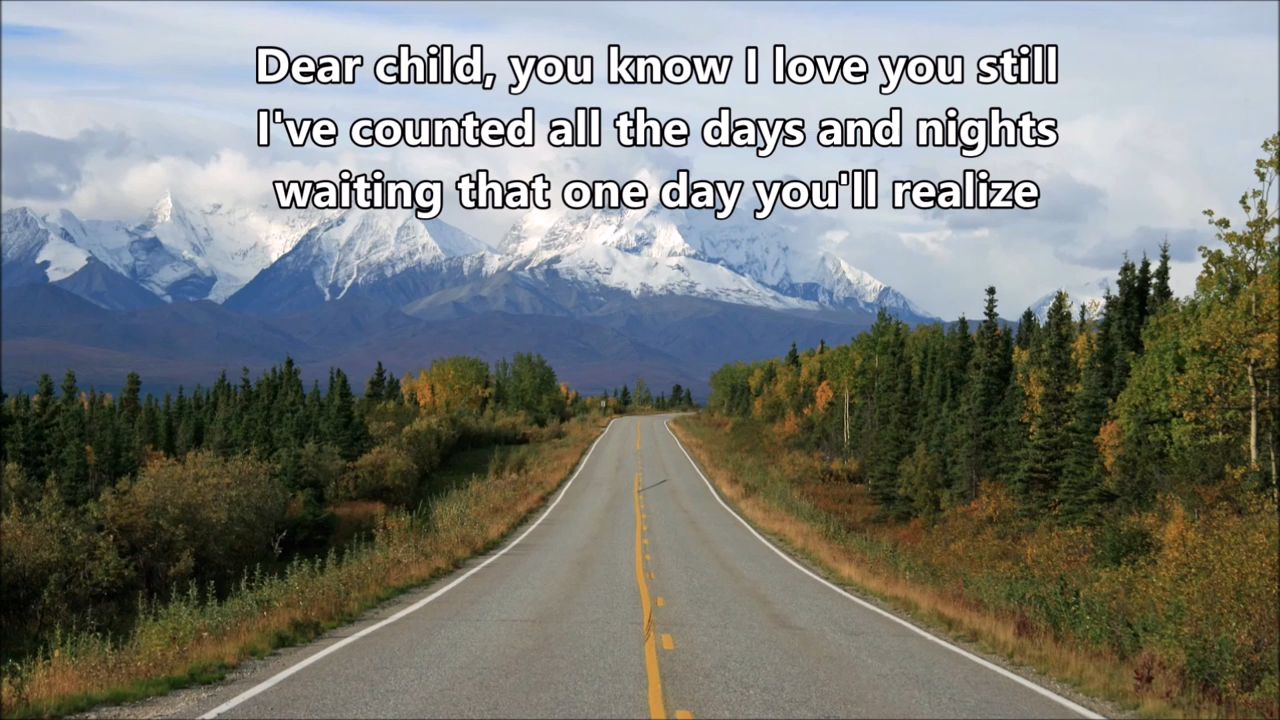 Dear child, you know I love you still
I've counted all the days and nights
waiting that one day you'll realize